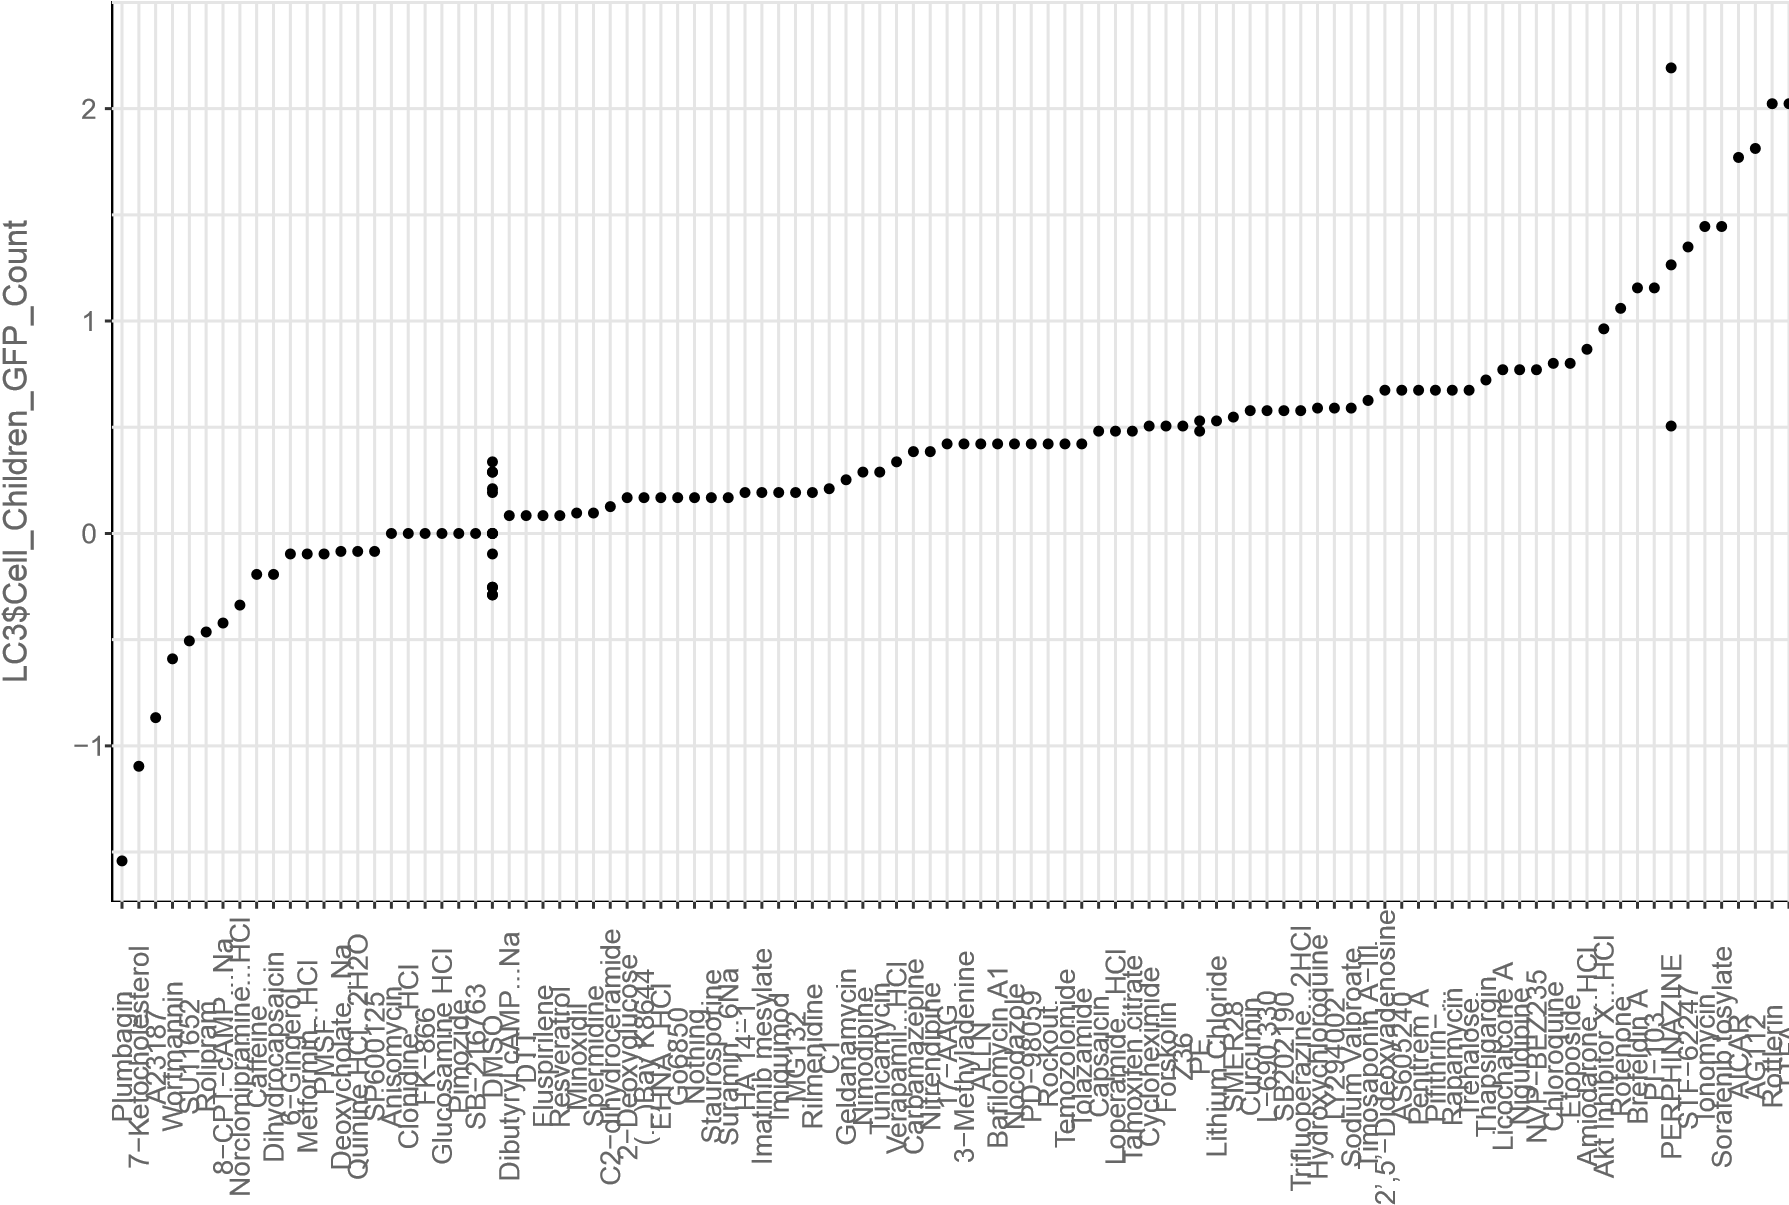 LC3$Cell_Children_GFP_Count
2
1
0
−1
Plumbagin
7−Ketocholesterol
A23187
Wortmannin
SU11652
Rolipram
8−CPT−cAMP....Na
Norclomipramine....HCl
Caffeine
Dihydrocapsaicin
6−Gingerol
Metformin....HCl
PMSF
Deoxycholate...Na
Quinine HCl...2H2O
SP600125
Anisomycin
Clonidine...HCl
FK−866
Glucosamine HCl
Pimozide
SB−216763
DMSO
Dibutyryl cAMP...Na
DTT
Fluspirilene
Resveratrol
Minoxidil
Spermidine
C2−dihydroceramide
2−Deoxyglucose
EHNA...HCl
Go6850
Nothing
Staurosporine
Suramin...6Na
HA 14−1
Imatinib mesylate
Imiquimod
MG132
Rilmenidine
C1
Geldanamycin
Nimodipine
Tunicamycin
Verapamil...HCl
Carbamazepine
Nitrendipine
17−AAG
3−Methyladenine
ALLN
Bafilomycin A1
Nocodazole
PD−98059
Rockout
Temozolomide
Tolazamide
Capsaicin
Loperamide..HCl
Tamoxifen citrate
Cycloheximide
Forskolin
Z36
PE
Lithium Chloride
SMER28
Curcumin
L−690,330
SB202190
Trifluoperazine...2HCl
Hydroxychloroquine
LY294002
Sodium Valproate
Timosaponin A−III
2',5'−Dideoxyadenosine
AS605240
Penitrem A
Pifithrin−...
Rapamycin
Trehalose
Thapsigargin
Licochalcone A
Niguldipine
NVP−BEZ235
Chloroquine
Etoposide
Amiodarone...HCl
Akt Inhibitor X...HCl
Rotenone
Brefeldin A
PI−103
PERPHINAZINE
STF−62247
Ionomycin
Sorafenib tosylate
AICAR
AG112
Rottlerin